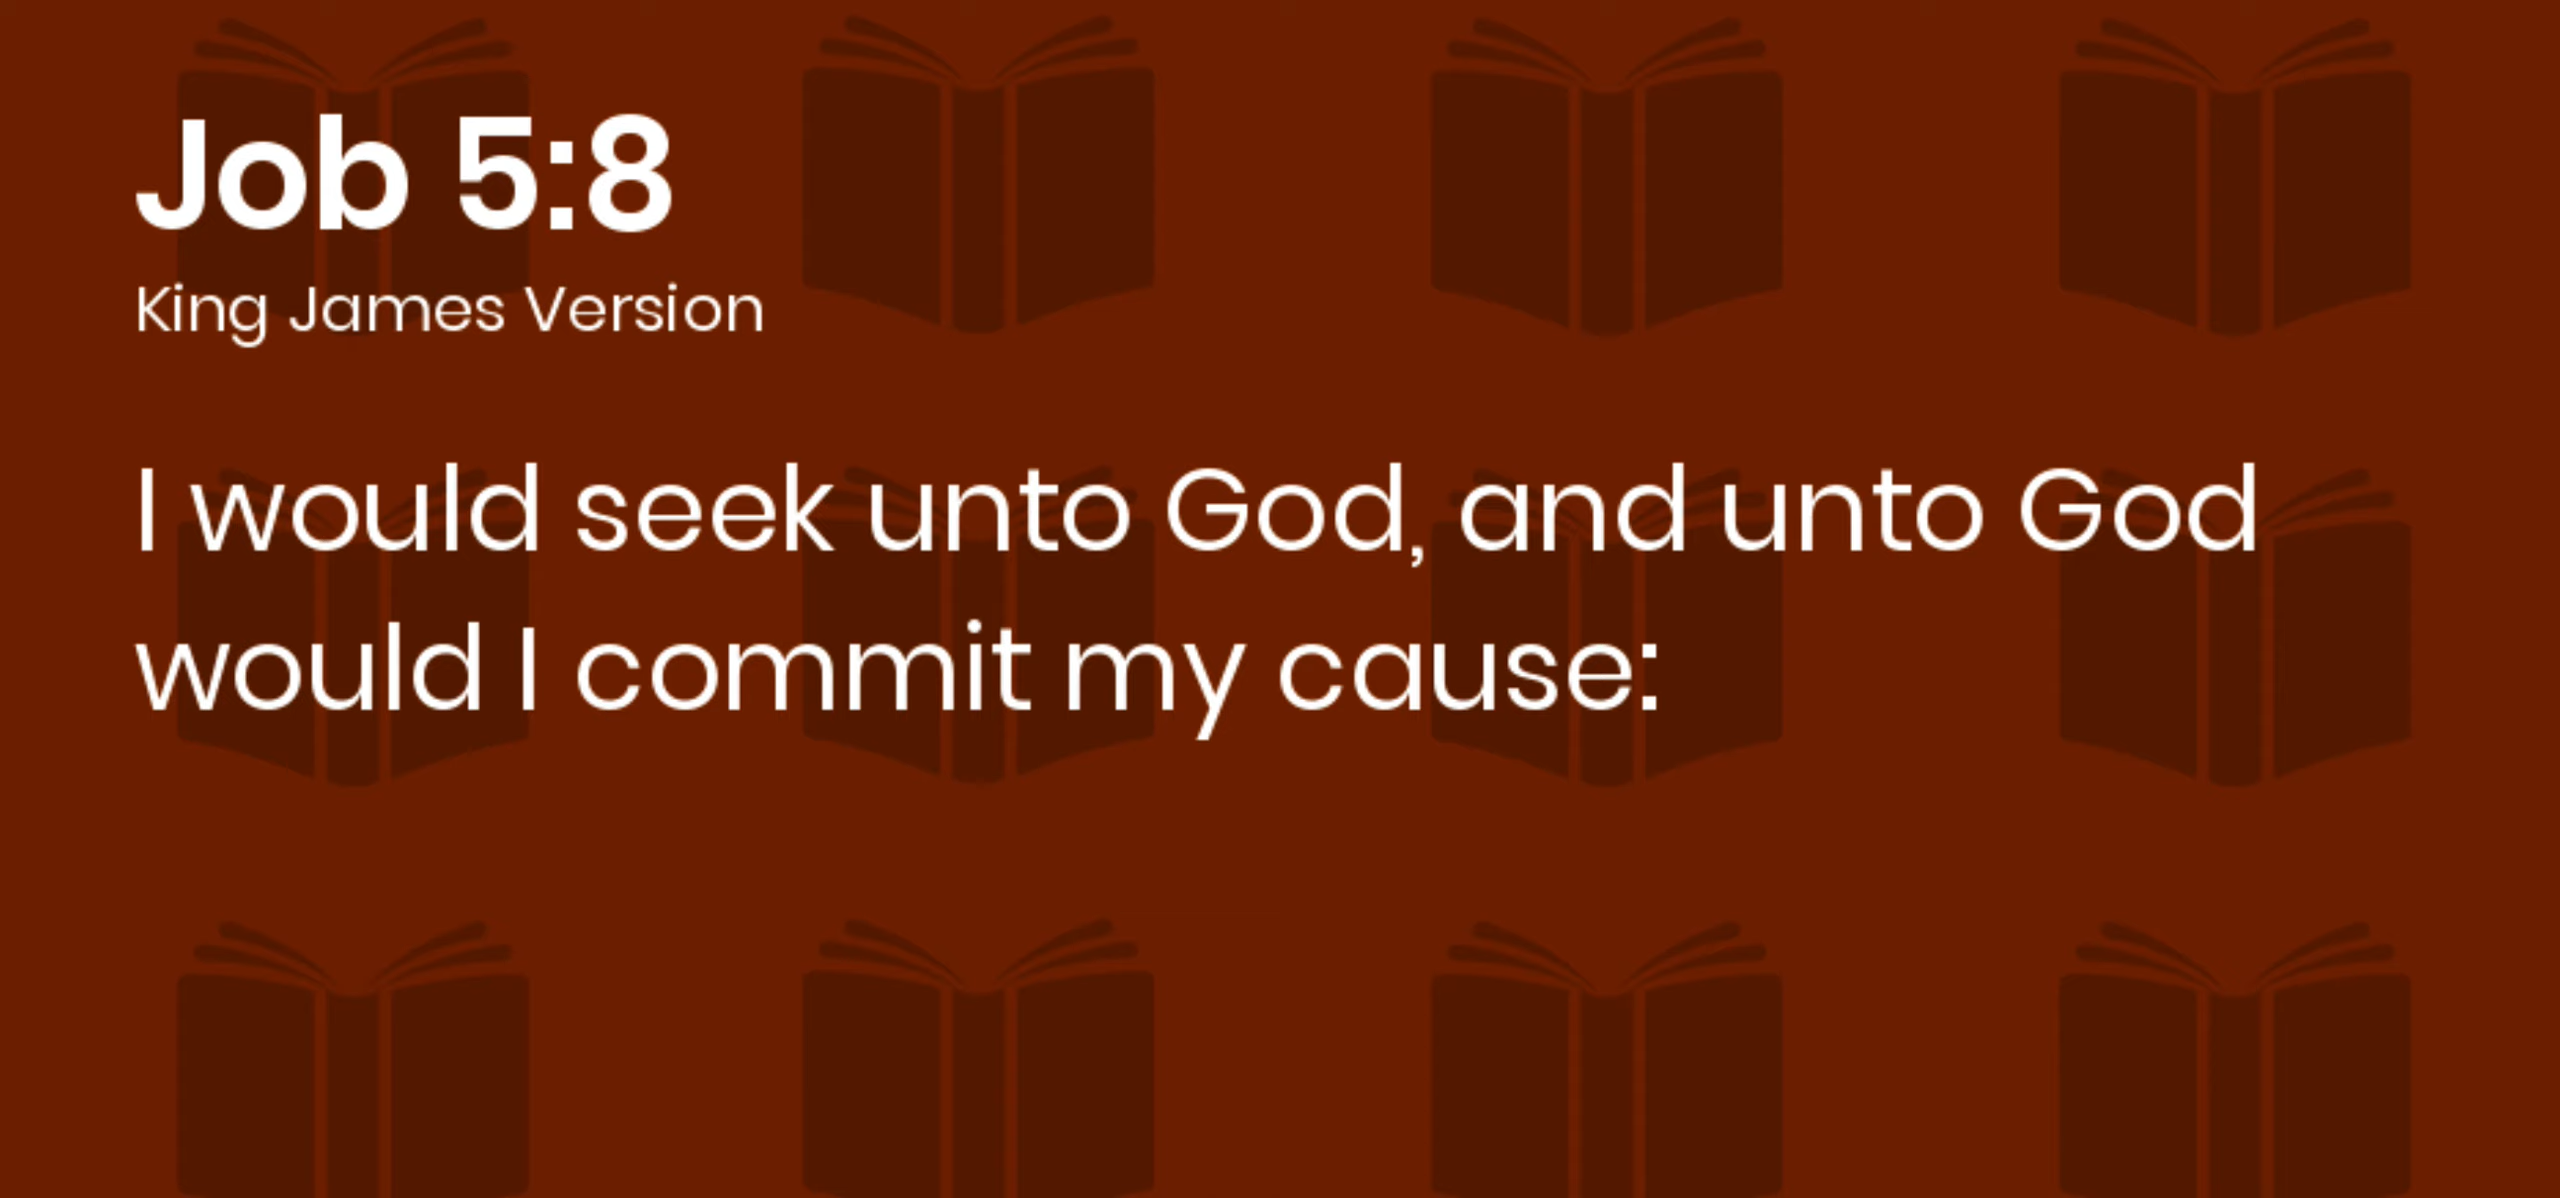 Job 5:8
King James Version
I would seek unto God, and unto God
would I commit my cause: